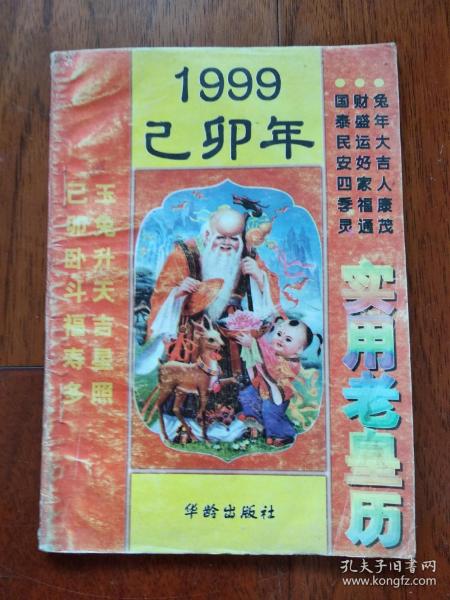 1999
己卯年
兔年大吉人康茂
财盛运好家福通
国泰民安四季灵
实用老皇历
玉兔升天吉星照
己卯卧斗福寿多
华龄出版社
孔夫子旧书网
www.kongfz.com